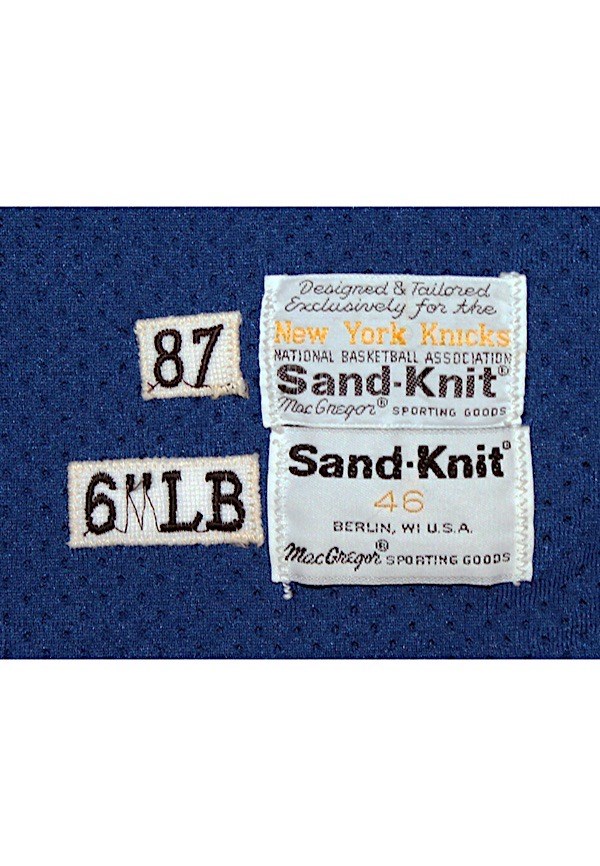 87
Designed & Tailored
Exclusively for the
New York Knicks
NATIONAL BASKETBALL ASSOCIATION
Sand-Knit®
MacGregor® SPORTING GOODS
6"LB
Sand-Knit®
46
BERLIN, WI U.S.A.
MacGregor® SPORTING GOODS